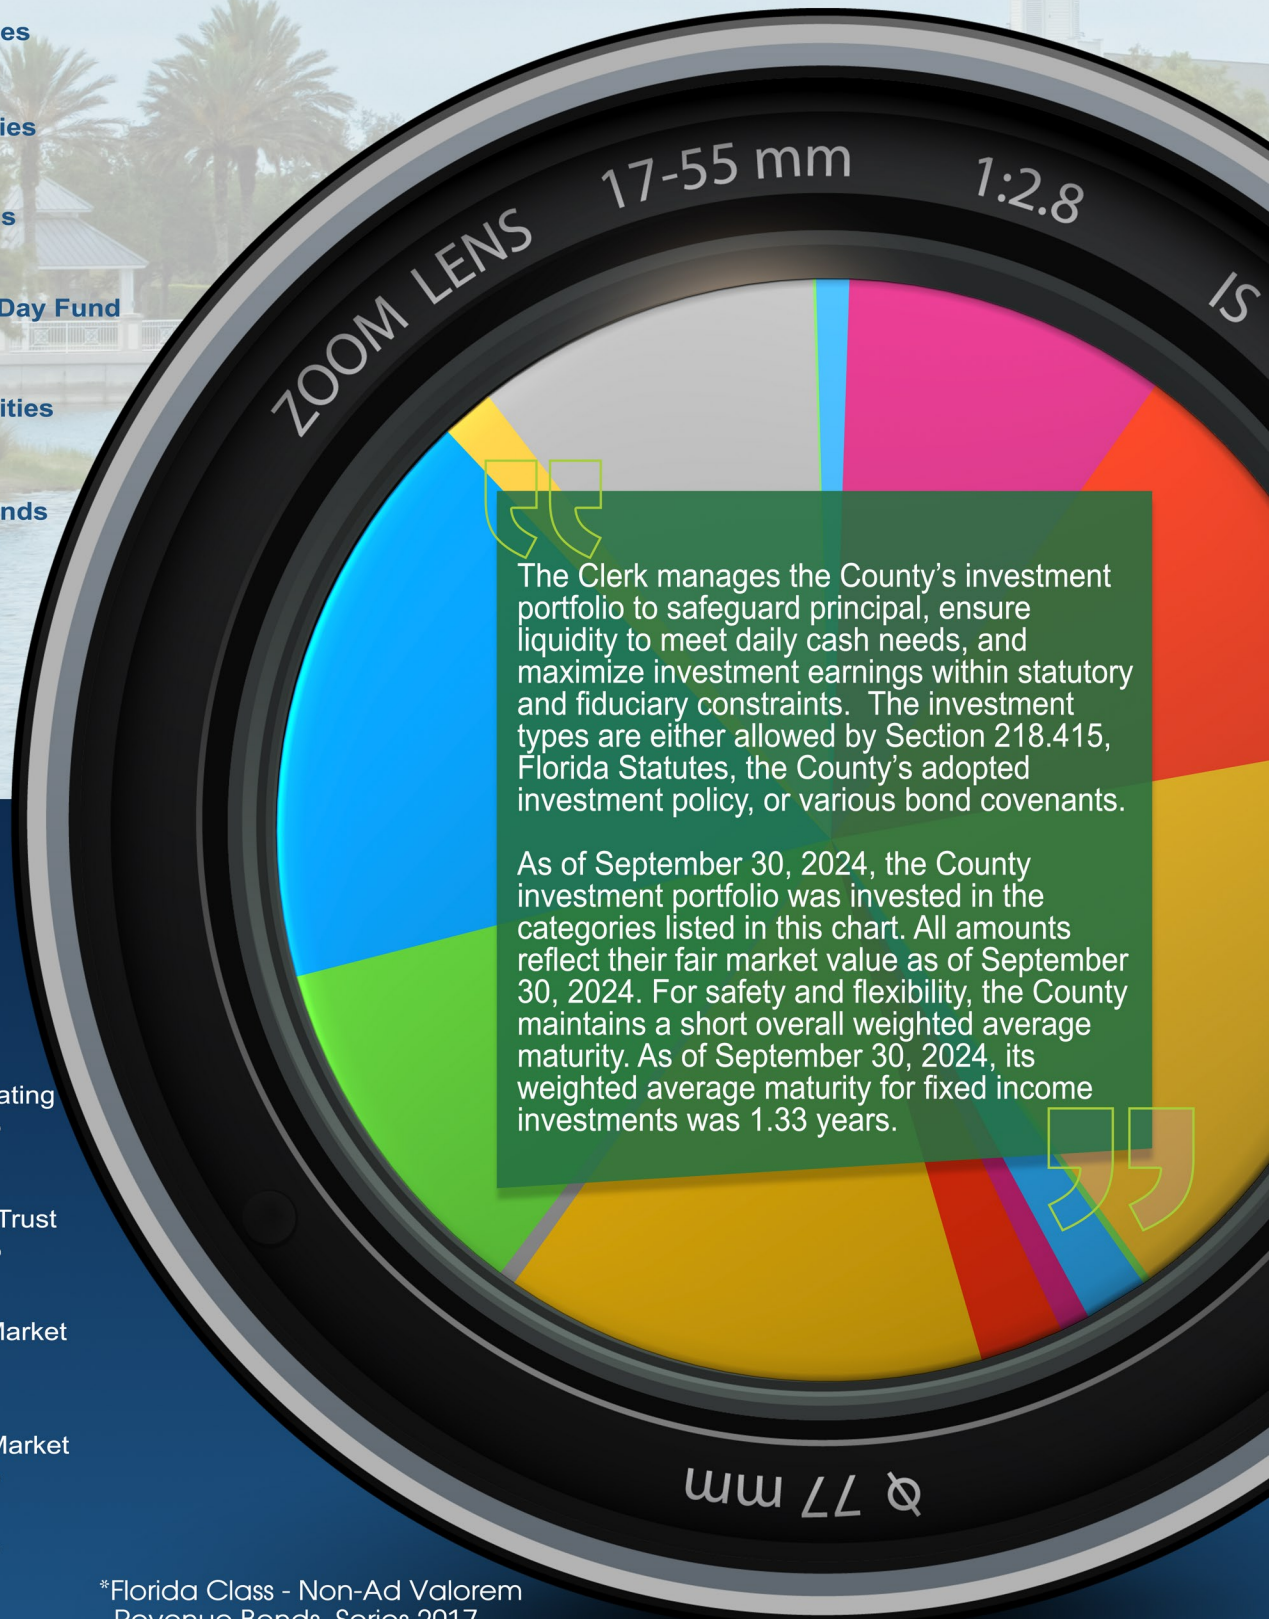 es
ies
s
Day Fund
ities
nds
ZOOM LENS 17-55 mm 1:2.8 IS
The Clerk manages the County’s investment
portfolio to safeguard principal, ensure
liquidity to meet daily cash needs, and
maximize investment earnings within statutory
and fiduciary constraints.  The investment
types are either allowed by Section 218.415,
Florida Statutes, the County’s adopted
investment policy, or various bond covenants.
As of September 30, 2024, the County
investment portfolio was invested in the
categories listed in this chart. All amounts
reflect their fair market value as of September
30, 2024. For safety and flexibility, the County
maintains a short overall weighted average
maturity. As of September 30, 2024, its
weighted average maturity for fixed income
investments was 1.33 years.
ating
Trust
Market
Market
⌀ 77 mm
*Florida Class - Non-Ad Valorem
Revenue Bonds, Series 2017